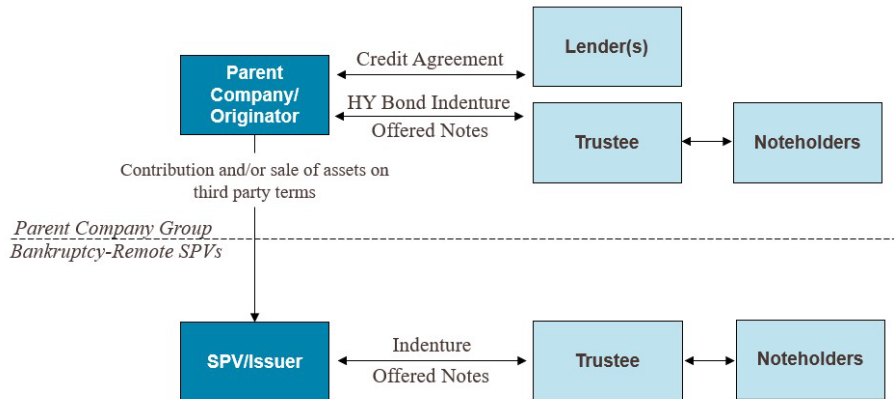 Lender(s)
Credit Agreement
Parent
Company/
Originator
HY Bond Indenture
Offered Notes
Trustee
Noteholders
Contribution and/or sale of assets on
third party terms
Parent Company Group
Bankruptcy-Remote SPVs
SPV/Issuer
Indenture
Offered Notes
Trustee
Noteholders